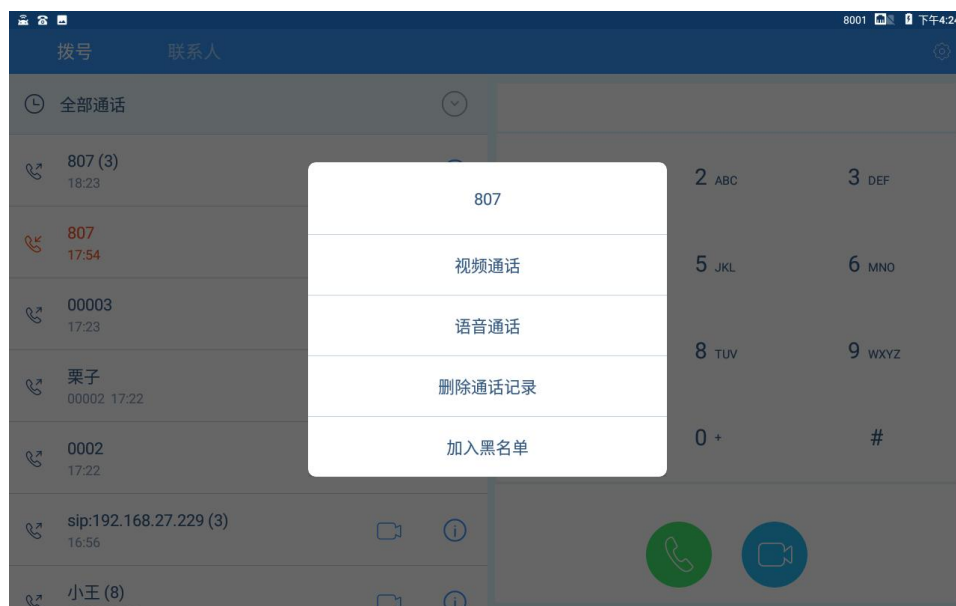 8001 下午4:24
拨号 联系人
全部通话
807 (3)
18:23
807
17:54
00003
17:23
栗子
00002 17:22
0002
17:22
sip:192.168.27.229 (3)
16:56
小王 (8)
807
视频通话
语音通话
删除通话记录
加入黑名单
2 ABC
3 DEF
5 JKL
6 MNO
8 TUV
9 WXYZ
0 +
#